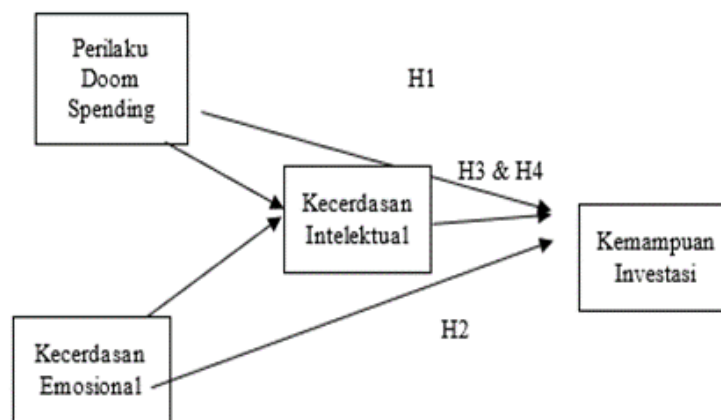 Perilaku
Doom
Spending
H1
H3 & H4
Kecerdasan
Intelektual
Kemampuan
Investasi
H2
Kecerdasan
Emosional